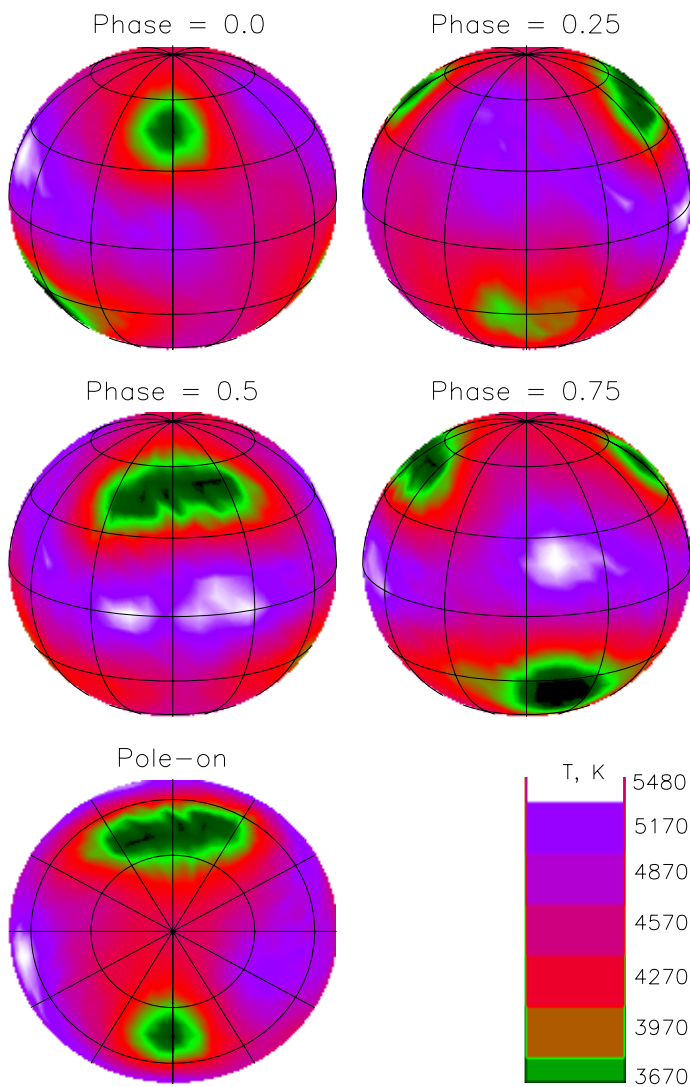 Phase = 0.0
Phase = 0.25
Phase = 0.5
Phase = 0.75
Pole-on
T, K
5480
5170
4870
4570
4270
3970
3670